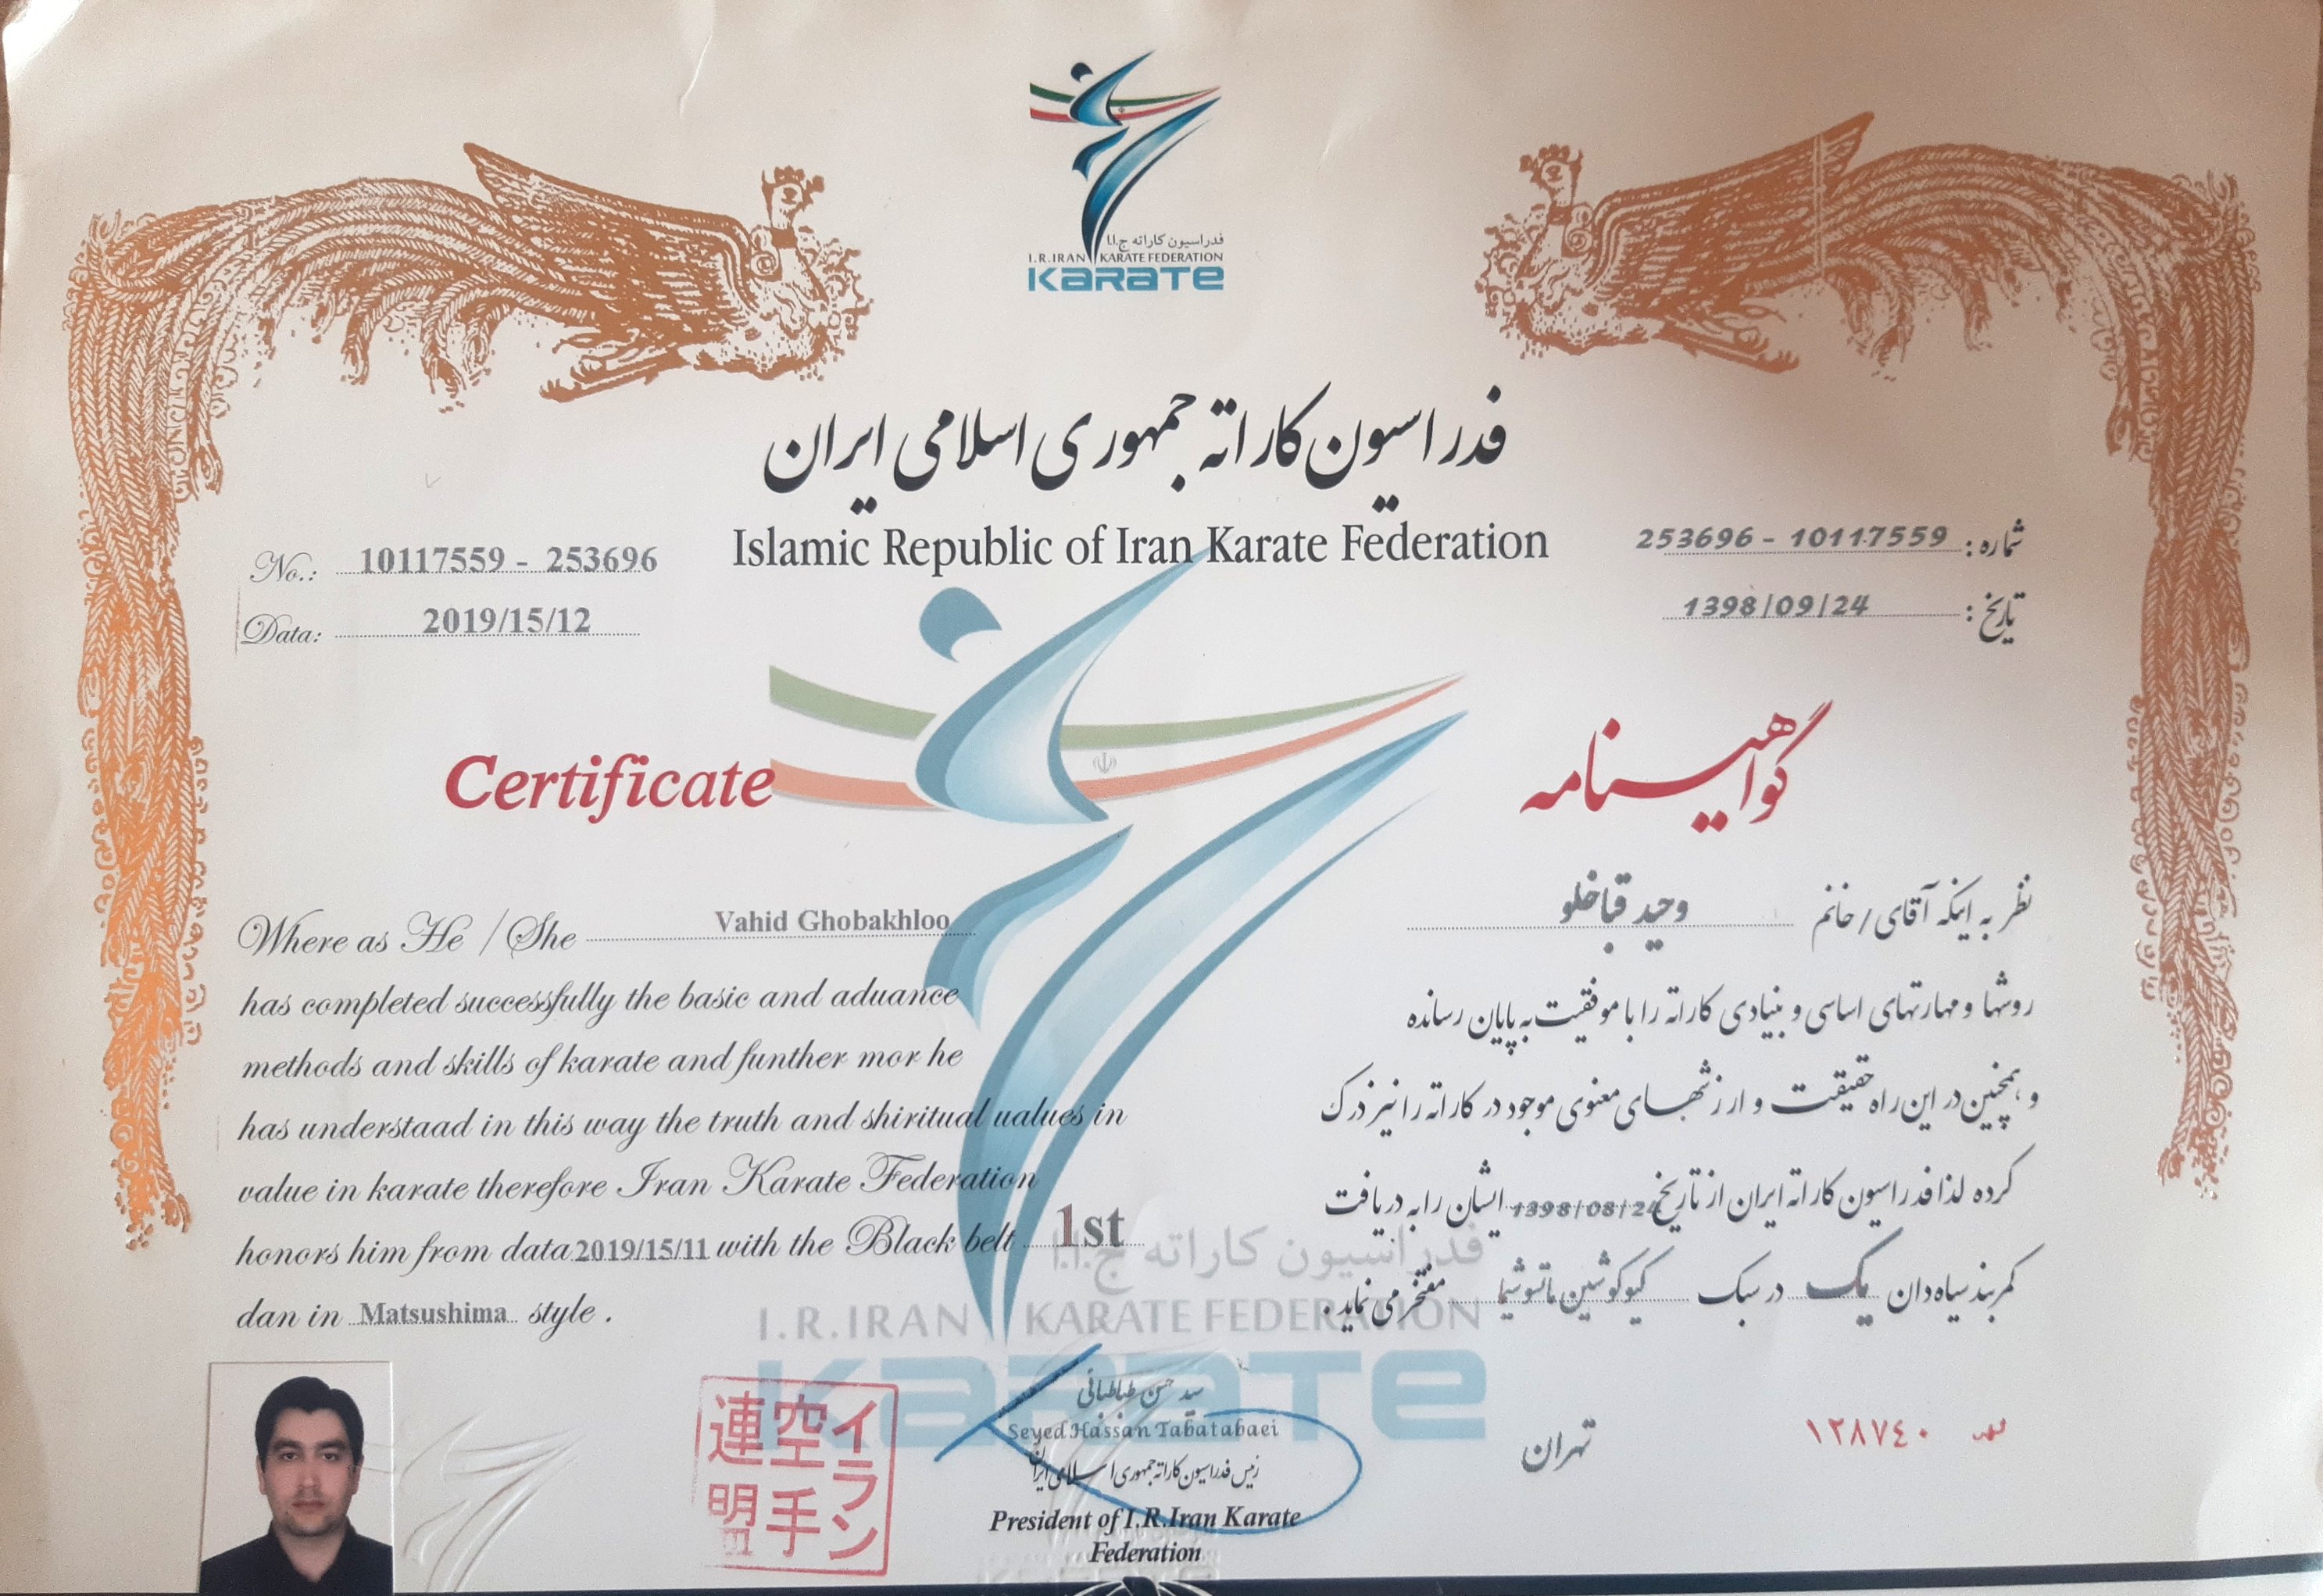 فدراسیون کاراته ج.ا.ا
I.R.IRAN KARATE FEDERATION
KARATE
فدراسیون کاراته جمهوری اسلامی ایران
Islamic Republic of Iran Karate Federation
No.: 10117559 - 253696
Data: 2019/15/12
شماره : 10117559 - 253696
تاریخ : 1398/09/24
Certificate
Where as He / She Vahid Ghobakhloo
has completed successfully the basic and aduance
methods and skills of karate and funther mor he
has understaad in this way the truth and shiritual ualues in
value in karate therefore Iran Karate Federation
honors him from data 2019/15/11 with the Black belt 1st
dan in Matsushima style .
گواهینامه
نظر به اینکه آقای / خانم وحید قباخلو
روشها و مهارتهای اساسی و بنیادی کاراته را با موفقیت به پایان رسانده
و همچنین در این راه حقیقت و ارزشهای معنوی موجود در کاراته را نیز درک
کرده لذا فدراسیون کاراته ایران از تاریخ 1398/08/24 ایشان را به دریافت
کمربند سیاه دان یک در سبک کیوکوشین ماتسوشیما مفتخر می نماید .
فدراسیون کاراته ج.ا.ا
I.R.IRAN KARATE FEDERATION
KARATE
イラン
空手
連明
سید حسن طباطبائی
Seyed Hassan Tabatabaei
رئیس فدراسیون کاراته جمهوری اسلامی ایران
President of I.R.Iran Karate
Federation
تهران
١٢٨٧٤٠